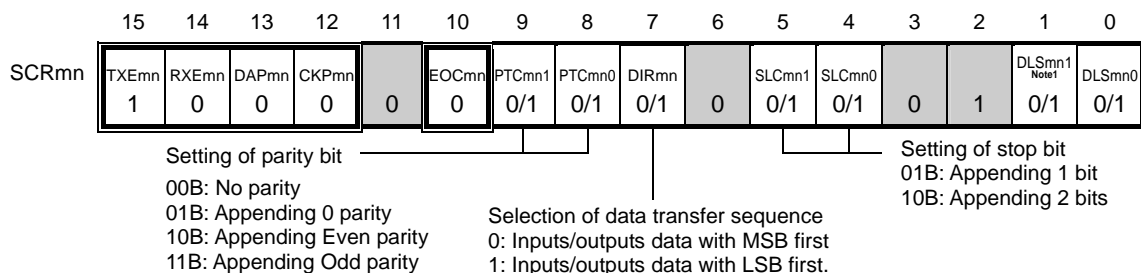 15 14 13 12 11 10 9 8 7 6 5 4 3 2 1 0
SCRmn TXEmn RXEmn DAPmn CKPmn EOCmn PTCmn1 PTCmn0 DIRmn SLCmn1 SLCmn0 DLSmn1 Note1 DLSmn0
1 0 0 0 0 0 0/1 0/1 0/1 0 0/1 0/1 0 1 0/1 0/1
Setting of parity bit
00B: No parity
01B: Appending 0 parity
10B: Appending Even parity
11B: Appending Odd parity
Selection of data transfer sequence
0: Inputs/outputs data with MSB first
1: Inputs/outputs data with LSB first.
Setting of stop bit
01B: Appending 1 bit
10B: Appending 2 bits